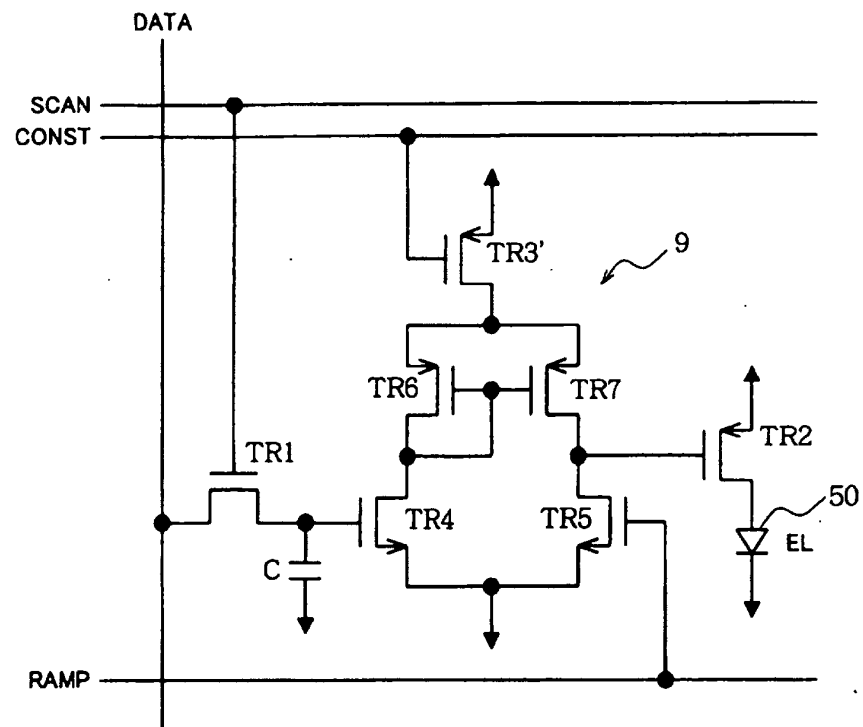 DATA
SCAN
CONST
TR3'
9
TR6
TR7
TR2
TR1
50
TR4
TR5
EL
C
RAMP